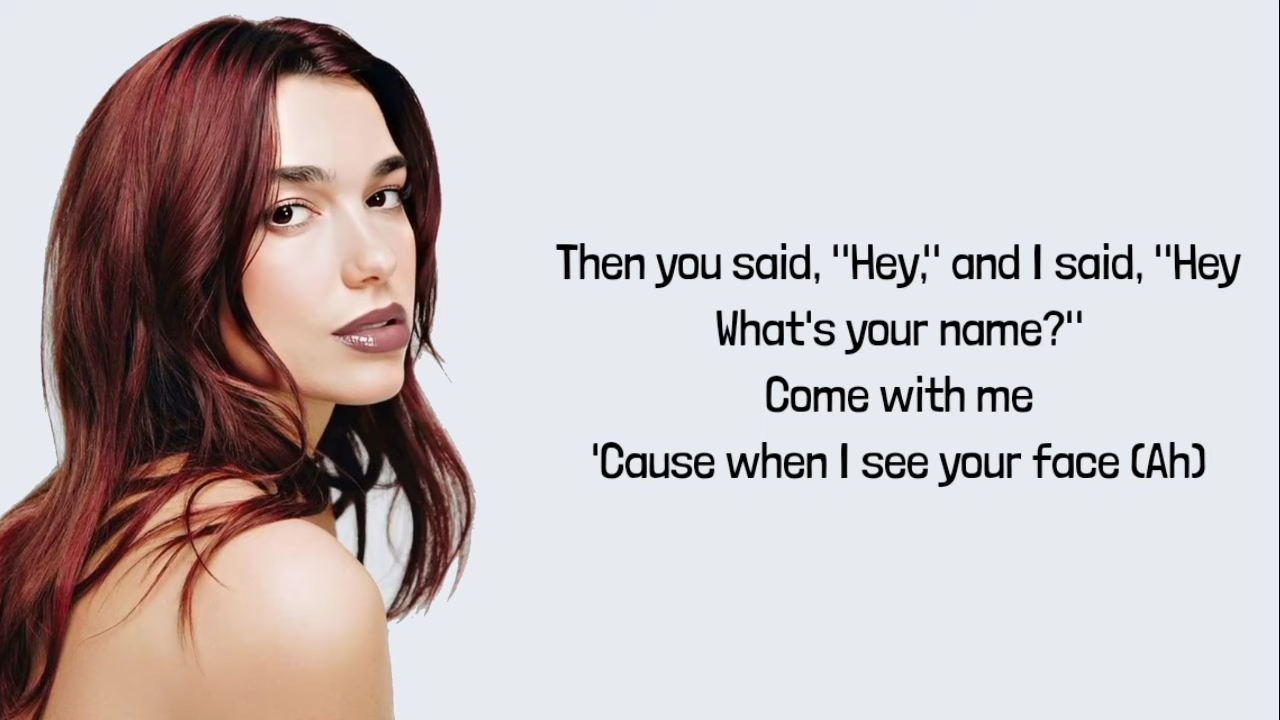 Then you said, "Hey," and I said, "Hey
What's your name?"
Come with me
'Cause when I see your face (Ah)